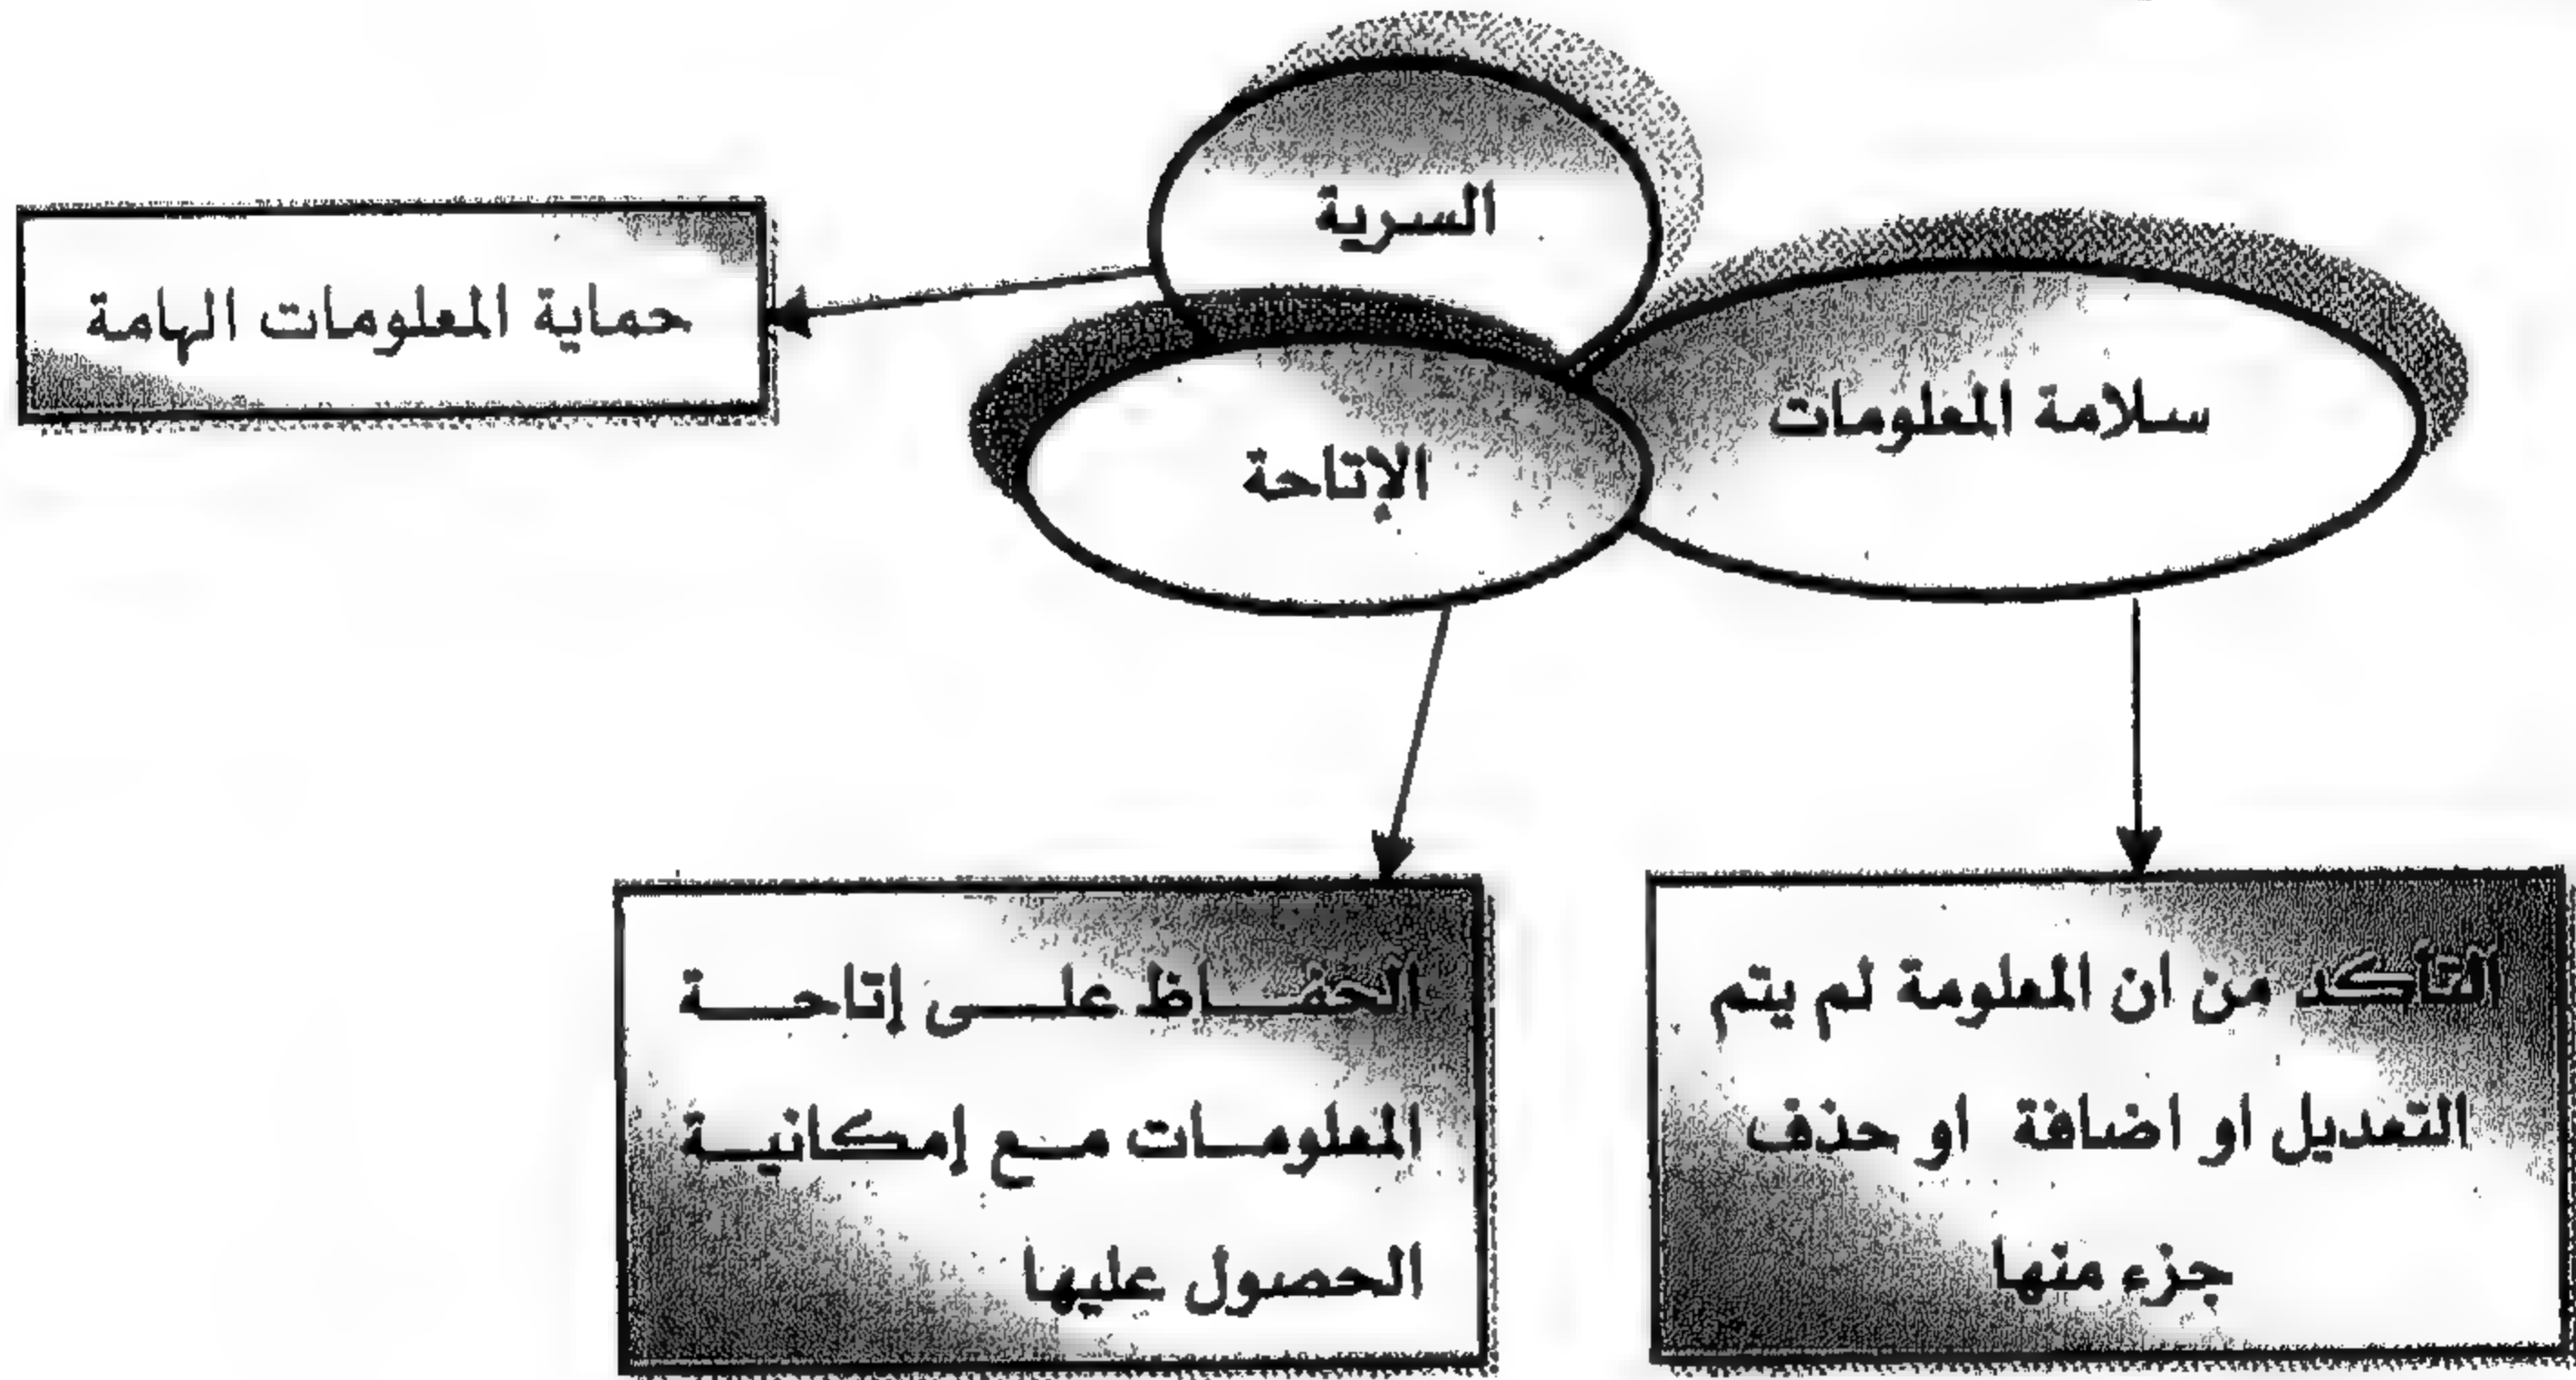 السرية
حماية المعلومات الهامة
سلامة المعلومات
الإتاحة
التأكد من ان المعلومة لم يتم
التعديل او اضافة او حذف
جزء منها
الحفاظ على إتاحة
المعلومات مع إمكانية
الحصول عليها